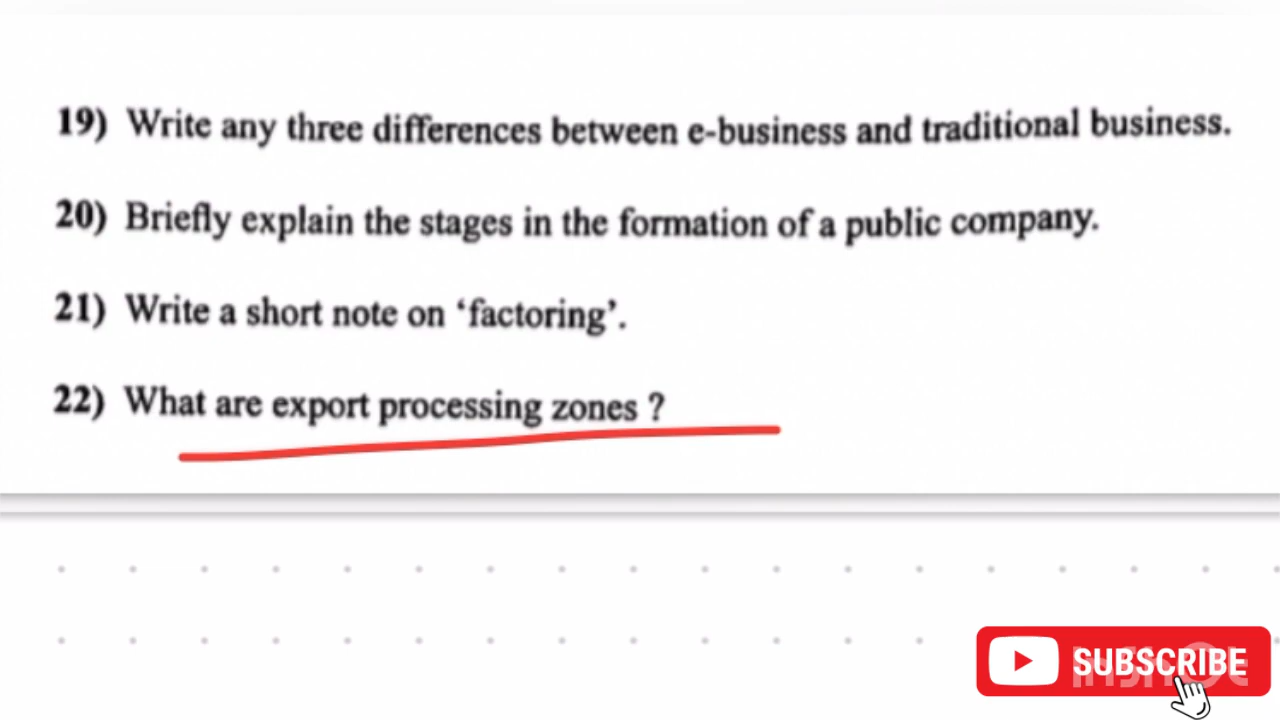 19) Write any three differences between e-business and traditional business.
20) Briefly explain the stages in the formation of a public company.
21) Write a short note on ‘factoring’.
22) What are export processing zones ?
SUBSCRIBE